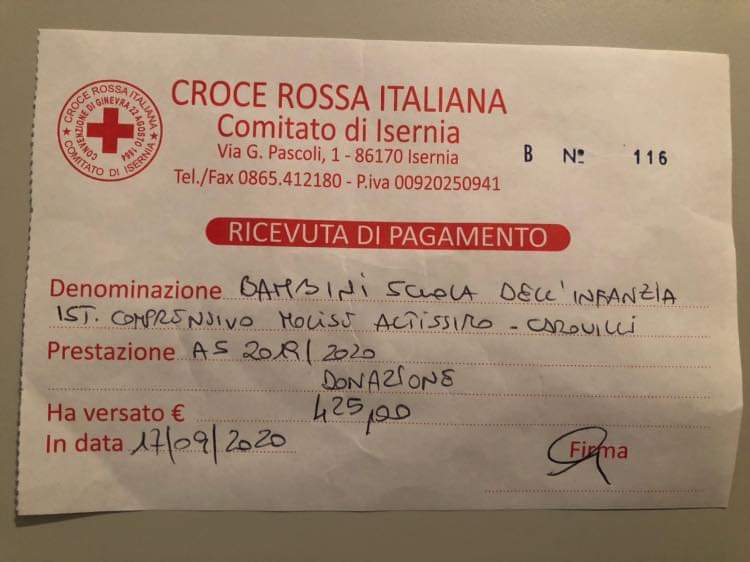 CROCE ROSSA ITALIANA
CONVENZIONE DI GINEVRA 22 AGOSTO 1864
COMITATO DI ISERNIA
CROCE ROSSA ITALIANA
Comitato di Isernia
Via G. Pascoli, 1 - 86170 Isernia
B Nº 116
Tel./Fax 0865.412180 - P.iva 00920250941
RICEVUTA DI PAGAMENTO
Denominazione BAMBINI SCUOLA DELL'INFANZIA
IST. COMPRENSIVO MOLISE ALTISSIMO - CAROVILLI
Prestazione AS 2019/2020
DONAZIONE
Ha versato € 425,00
In data 17/09/2020
Firma